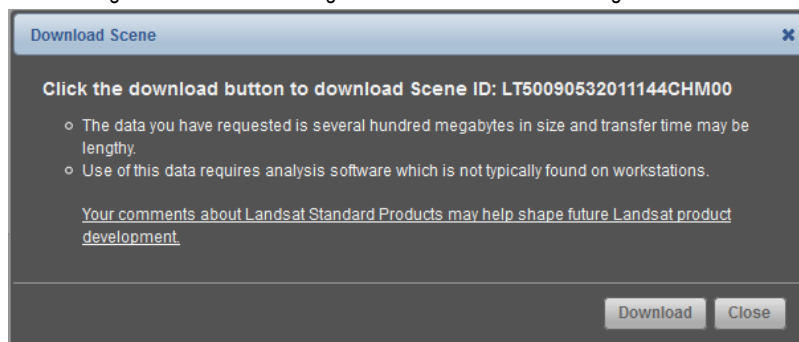 Download Scene
Click the download button to download Scene ID: LT50090532011144CHM00
The data you have requested is several hundred megabytes in size and transfer time may be
lengthy.
Use of this data requires analysis software which is not typically found on workstations.
Your comments about Landsat Standard Products may help shape future Landsat product
development.
Download Close